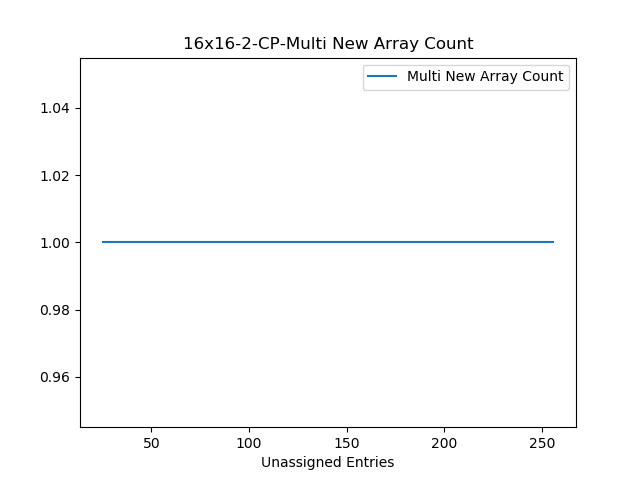 16x16-2-CP-Multi New Array Count
Multi New Array Count
1.04
1.02
1.00
0.98
0.96
50 100 150 200 250
Unassigned Entries